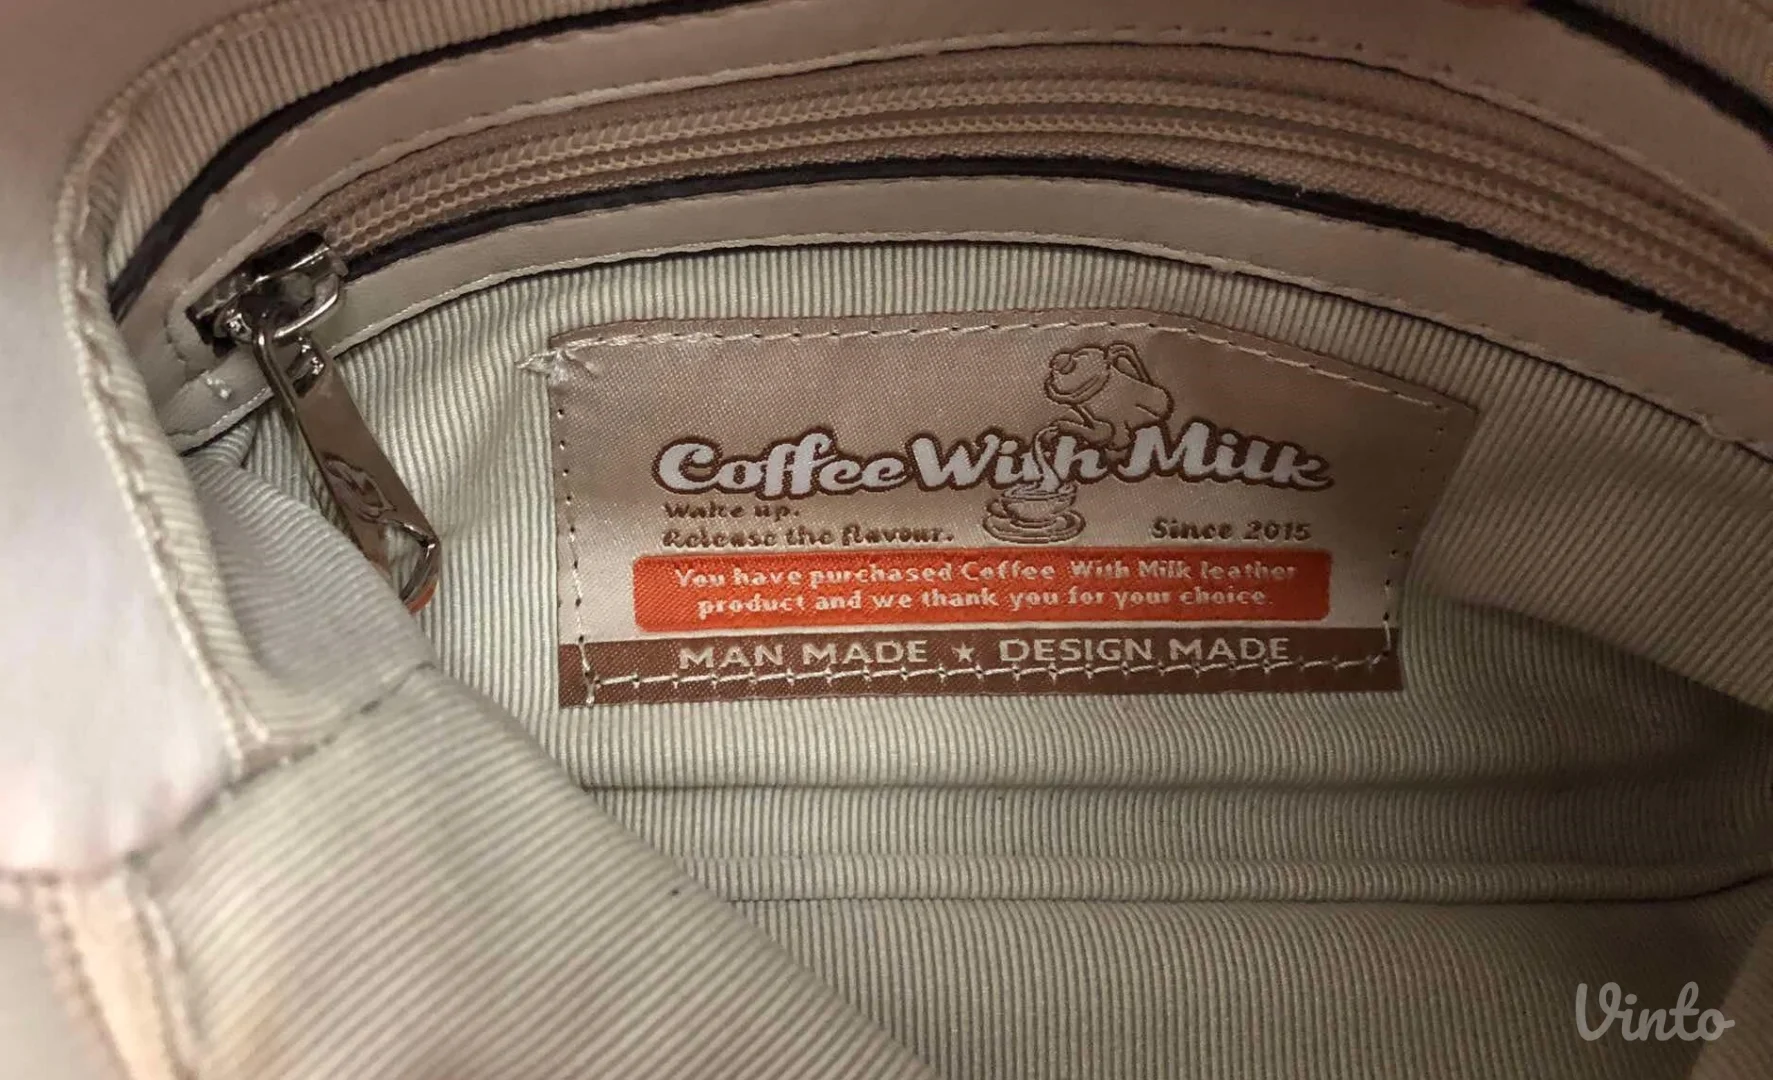 Coffee With Milk
Wake up.
Release the flavour.
Since 2015
You have purchased Coffee With Milk leather
product and we thank you for your choice.
MAN MADE ★ DESIGN MADE
Vinto